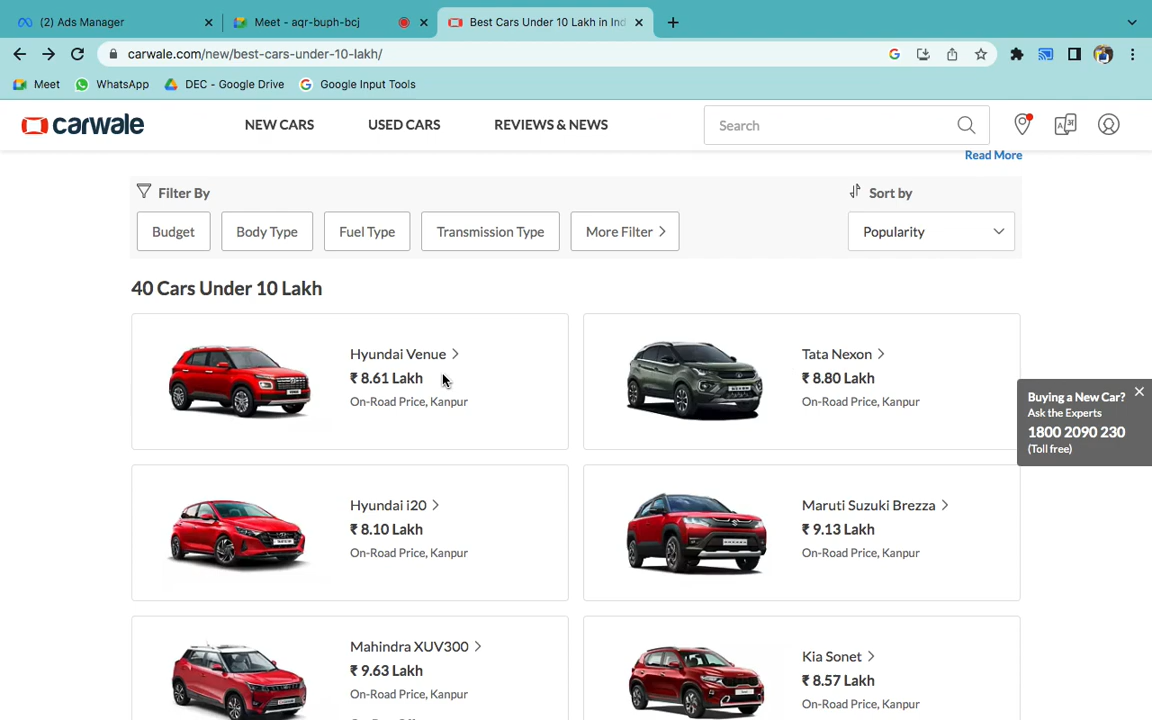 (2) Ads Manager
Meet - aqr-buph-bcj
Best Cars Under 10 Lakh in Ind
carwale.com/new/best-cars-under-10-lakh/
Meet
WhatsApp
DEC - Google Drive
Google Input Tools
carwale
NEW CARS
USED CARS
REVIEWS & NEWS
Search
Read More
Filter By
Sort by
Budget
Body Type
Fuel Type
Transmission Type
More Filter
Popularity
40 Cars Under 10 Lakh
Hyundai Venue
₹ 8.61 Lakh
On-Road Price, Kanpur
Tata Nexon
₹ 8.80 Lakh
On-Road Price, Kanpur
Buying a New Car?
Ask the Experts
1800 2090 230
(Toll free)
Hyundai i20
₹ 8.10 Lakh
On-Road Price, Kanpur
Maruti Suzuki Brezza
₹ 9.13 Lakh
On-Road Price, Kanpur
Mahindra XUV300
₹ 9.63 Lakh
On-Road Price, Kanpur
Kia Sonet
₹ 8.57 Lakh
On-Road Price, Kanpur